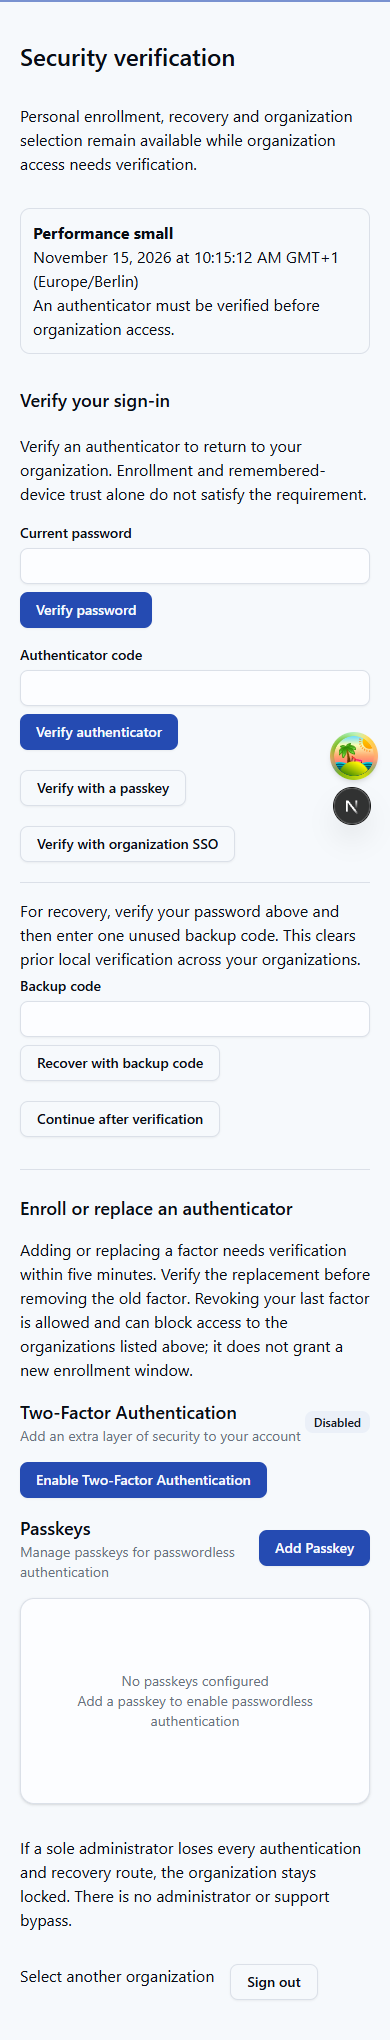 Security verification
Personal enrollment, recovery and organization
selection remain available while organization
access needs verification.
Performance small
November 15, 2026 at 10:15:12 AM GMT+1
(Europe/Berlin)
An authenticator must be verified before
organization access.
Verify your sign-in
Verify an authenticator to return to your
organization. Enrollment and remembered-
device trust alone do not satisfy the requirement.
Current password
Verify password
Authenticator code
Verify authenticator
N
Verify with a passkey
Verify with organization SSO
For recovery, verify your password above and
then enter one unused backup code. This clears
prior local verification across your organizations.
Backup code
Recover with backup code
Continue after verification
Enroll or replace an authenticator
Adding or replacing a factor needs verification
within five minutes. Verify the replacement before
removing the old factor. Revoking your last factor
is allowed and can block access to the
organizations listed above; it does not grant a
new enrollment window.
Two-Factor Authentication
Disabled
Add an extra layer of security to your account
Enable Two-Factor Authentication
Passkeys
Manage passkeys for passwordless
authentication
Add Passkey
No passkeys configured
Add a passkey to enable passwordless
authentication
If a sole administrator loses every authentication
and recovery route, the organization stays
locked. There is no administrator or support
bypass.
Select another organization
Sign out